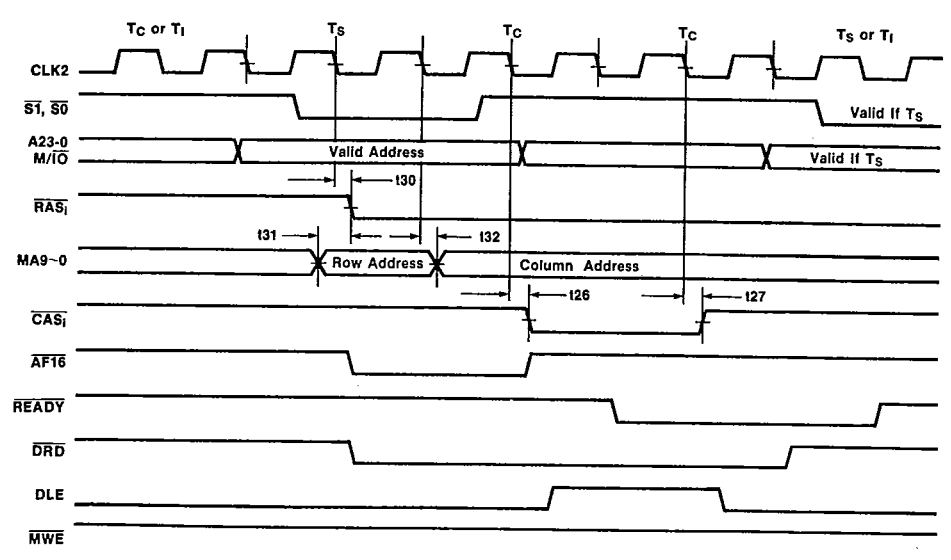 TC or TI TS TC TC TS or TI
CLK2
S1, S0 Valid If TS
A23-0
M/IO Valid Address Valid If TS
t30
RASi
t31 t32
MA9~0 Row Address Column Address
t26 t27
CASi
AF16
READY
DRD
DLE
MWE